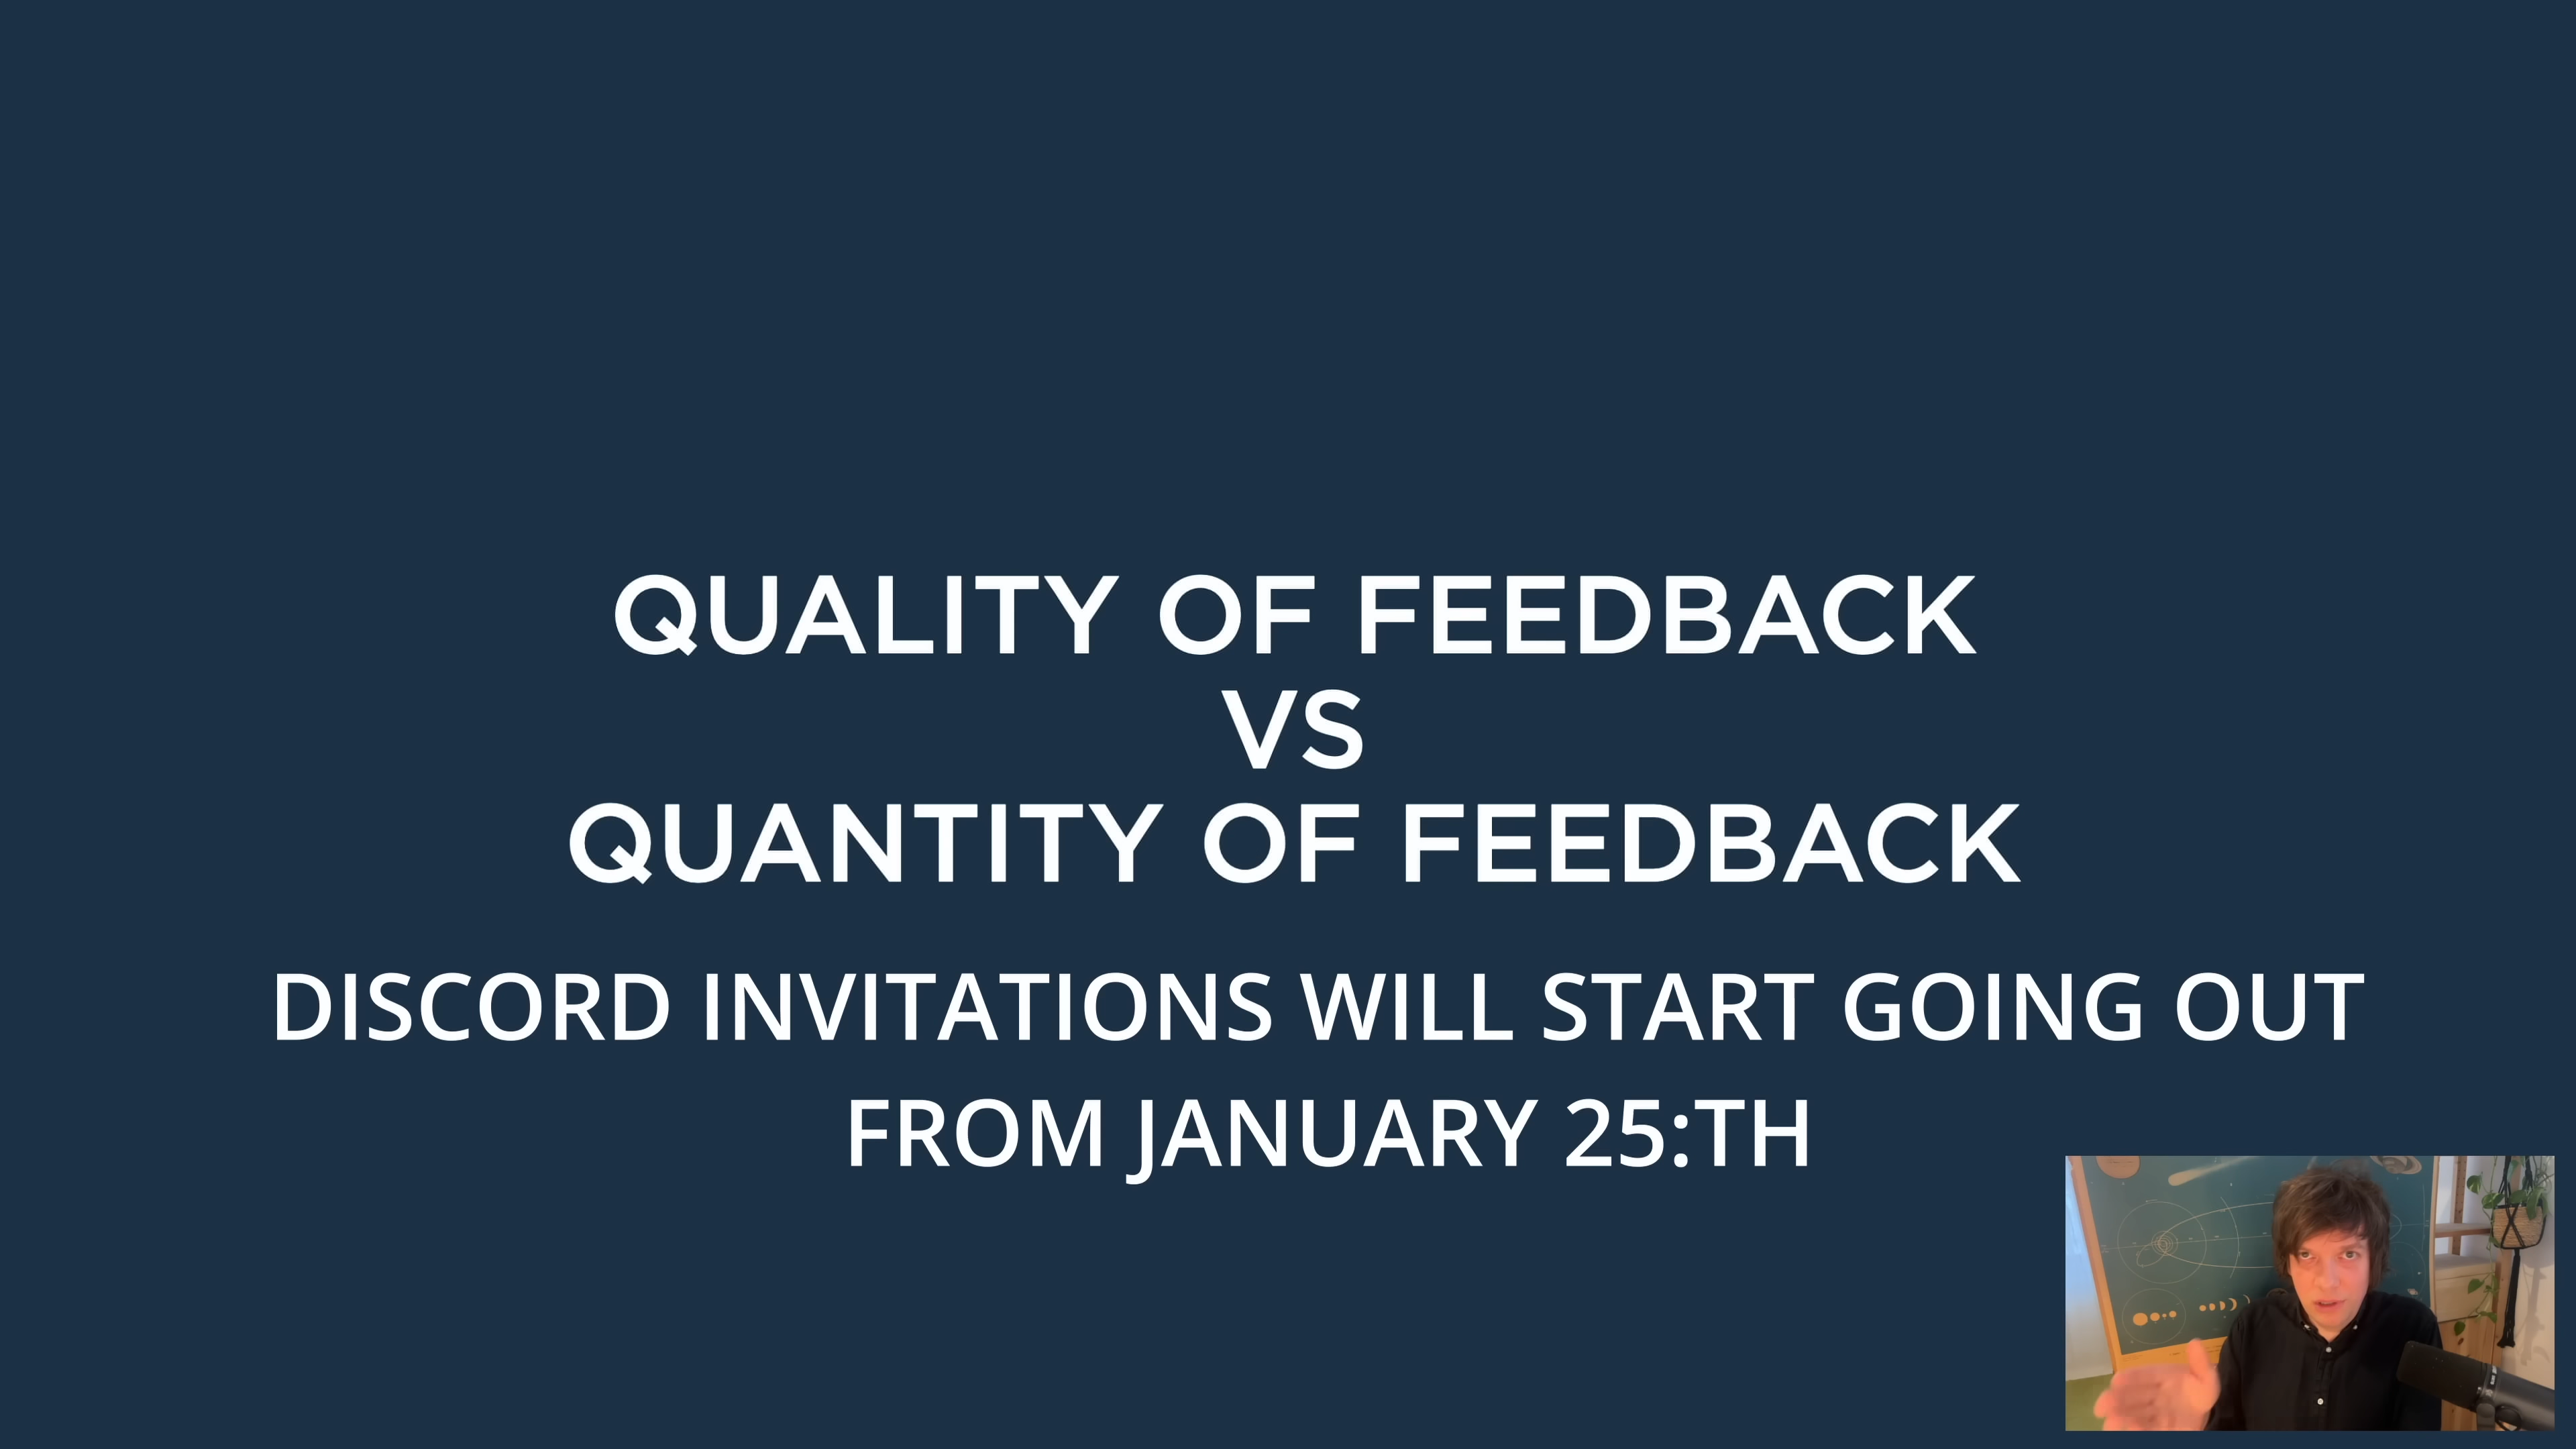 QUALITY OF FEEDBACK
VS
QUANTITY OF FEEDBACK
DISCORD INVITATIONS WILL START GOING OUT
FROM JANUARY 25:TH